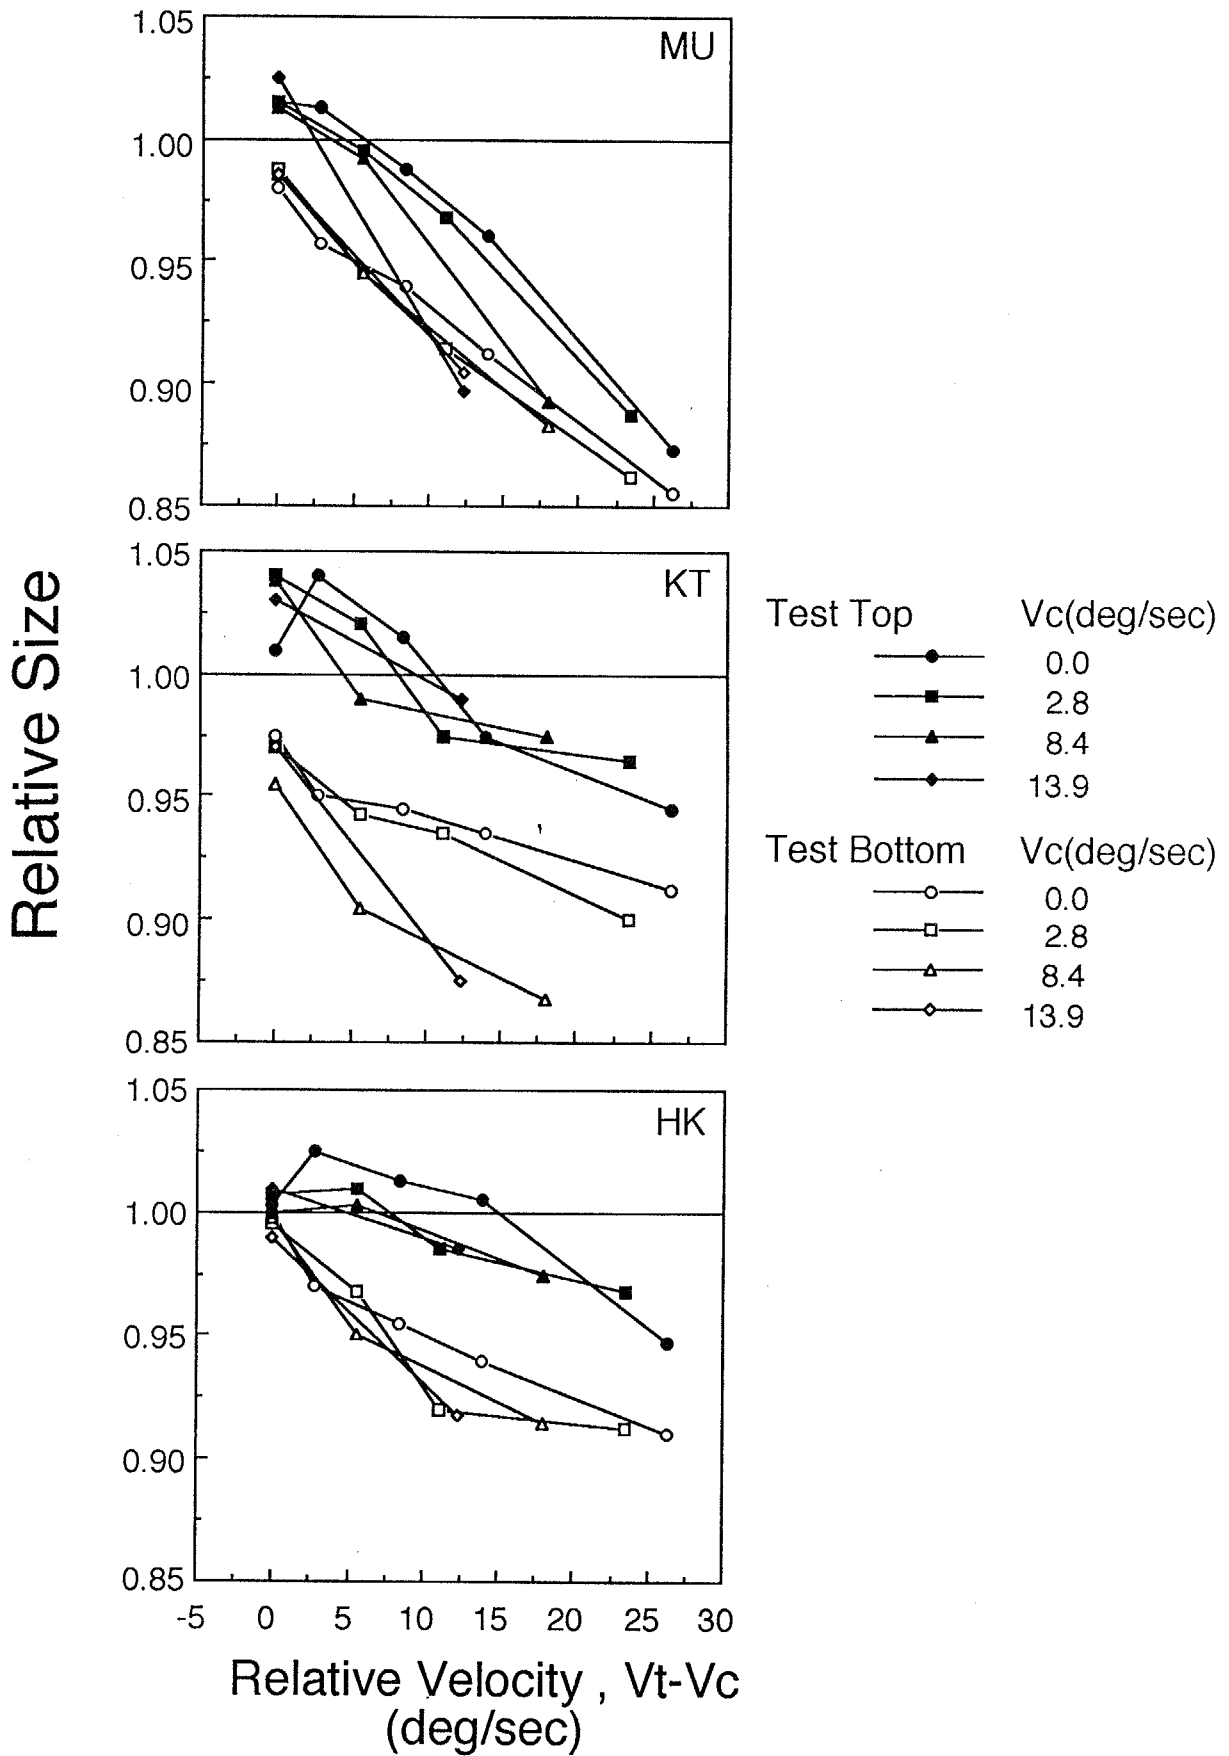 1.05
MU
1.00
0.95
0.90
0.85
1.05
KT
1.00
0.95
0.90
0.85
1.05
HK
1.00
0.95
0.90
0.85
-5 0 5 10 15 20 25 30
Relative Velocity , Vt-Vc
(deg/sec)
Relative Size
Test Top Vc(deg/sec)
0.0
2.8
8.4
13.9
Test Bottom Vc(deg/sec)
0.0
2.8
8.4
13.9